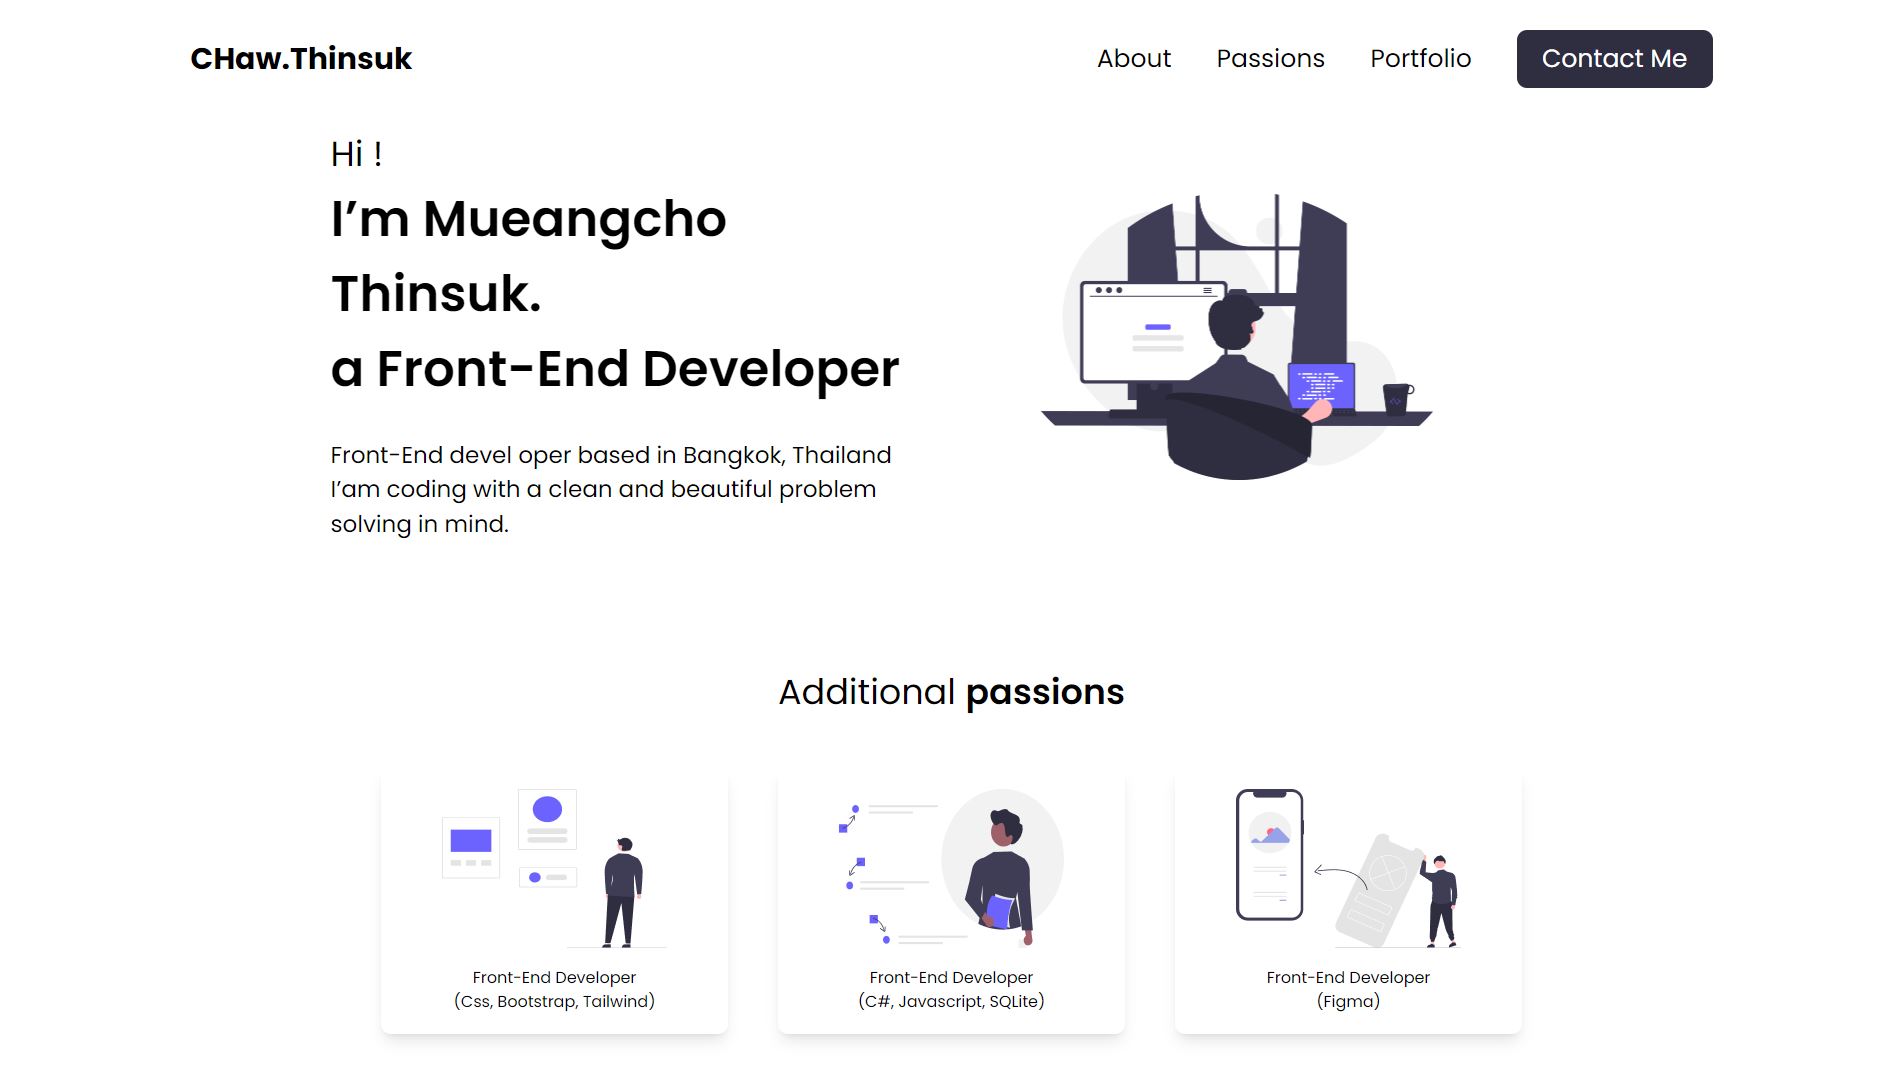 CHaw.Thinsuk
About Passions Portfolio Contact Me
Hi !
I’m Mueangcho
Thinsuk.
a Front-End Developer
Front-End devel oper based in Bangkok, Thailand
I’am coding with a clean and beautiful problem
solving in mind.
Additional passions
Front-End Developer
(Css, Bootstrap, Tailwind)
Front-End Developer
(C#, Javascript, SQLite)
Front-End Developer
(Figma)